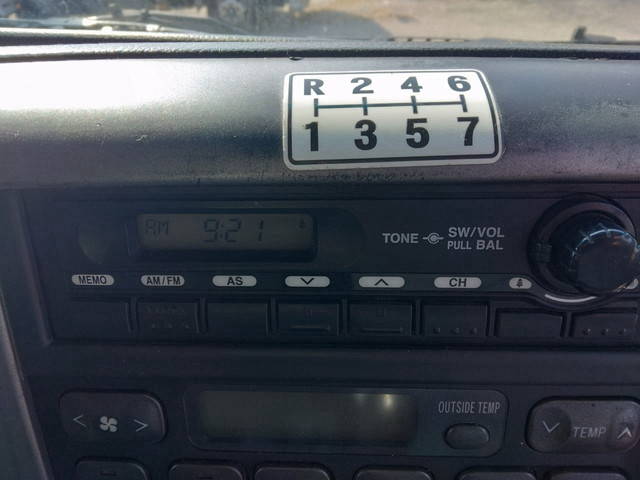 R 2 4 6
1 3 5 7
AM 9:21
TONE SW/VOL
PULL BAL
MEMO AM/FM AS CH
OUTSIDE TEMP
TEMP